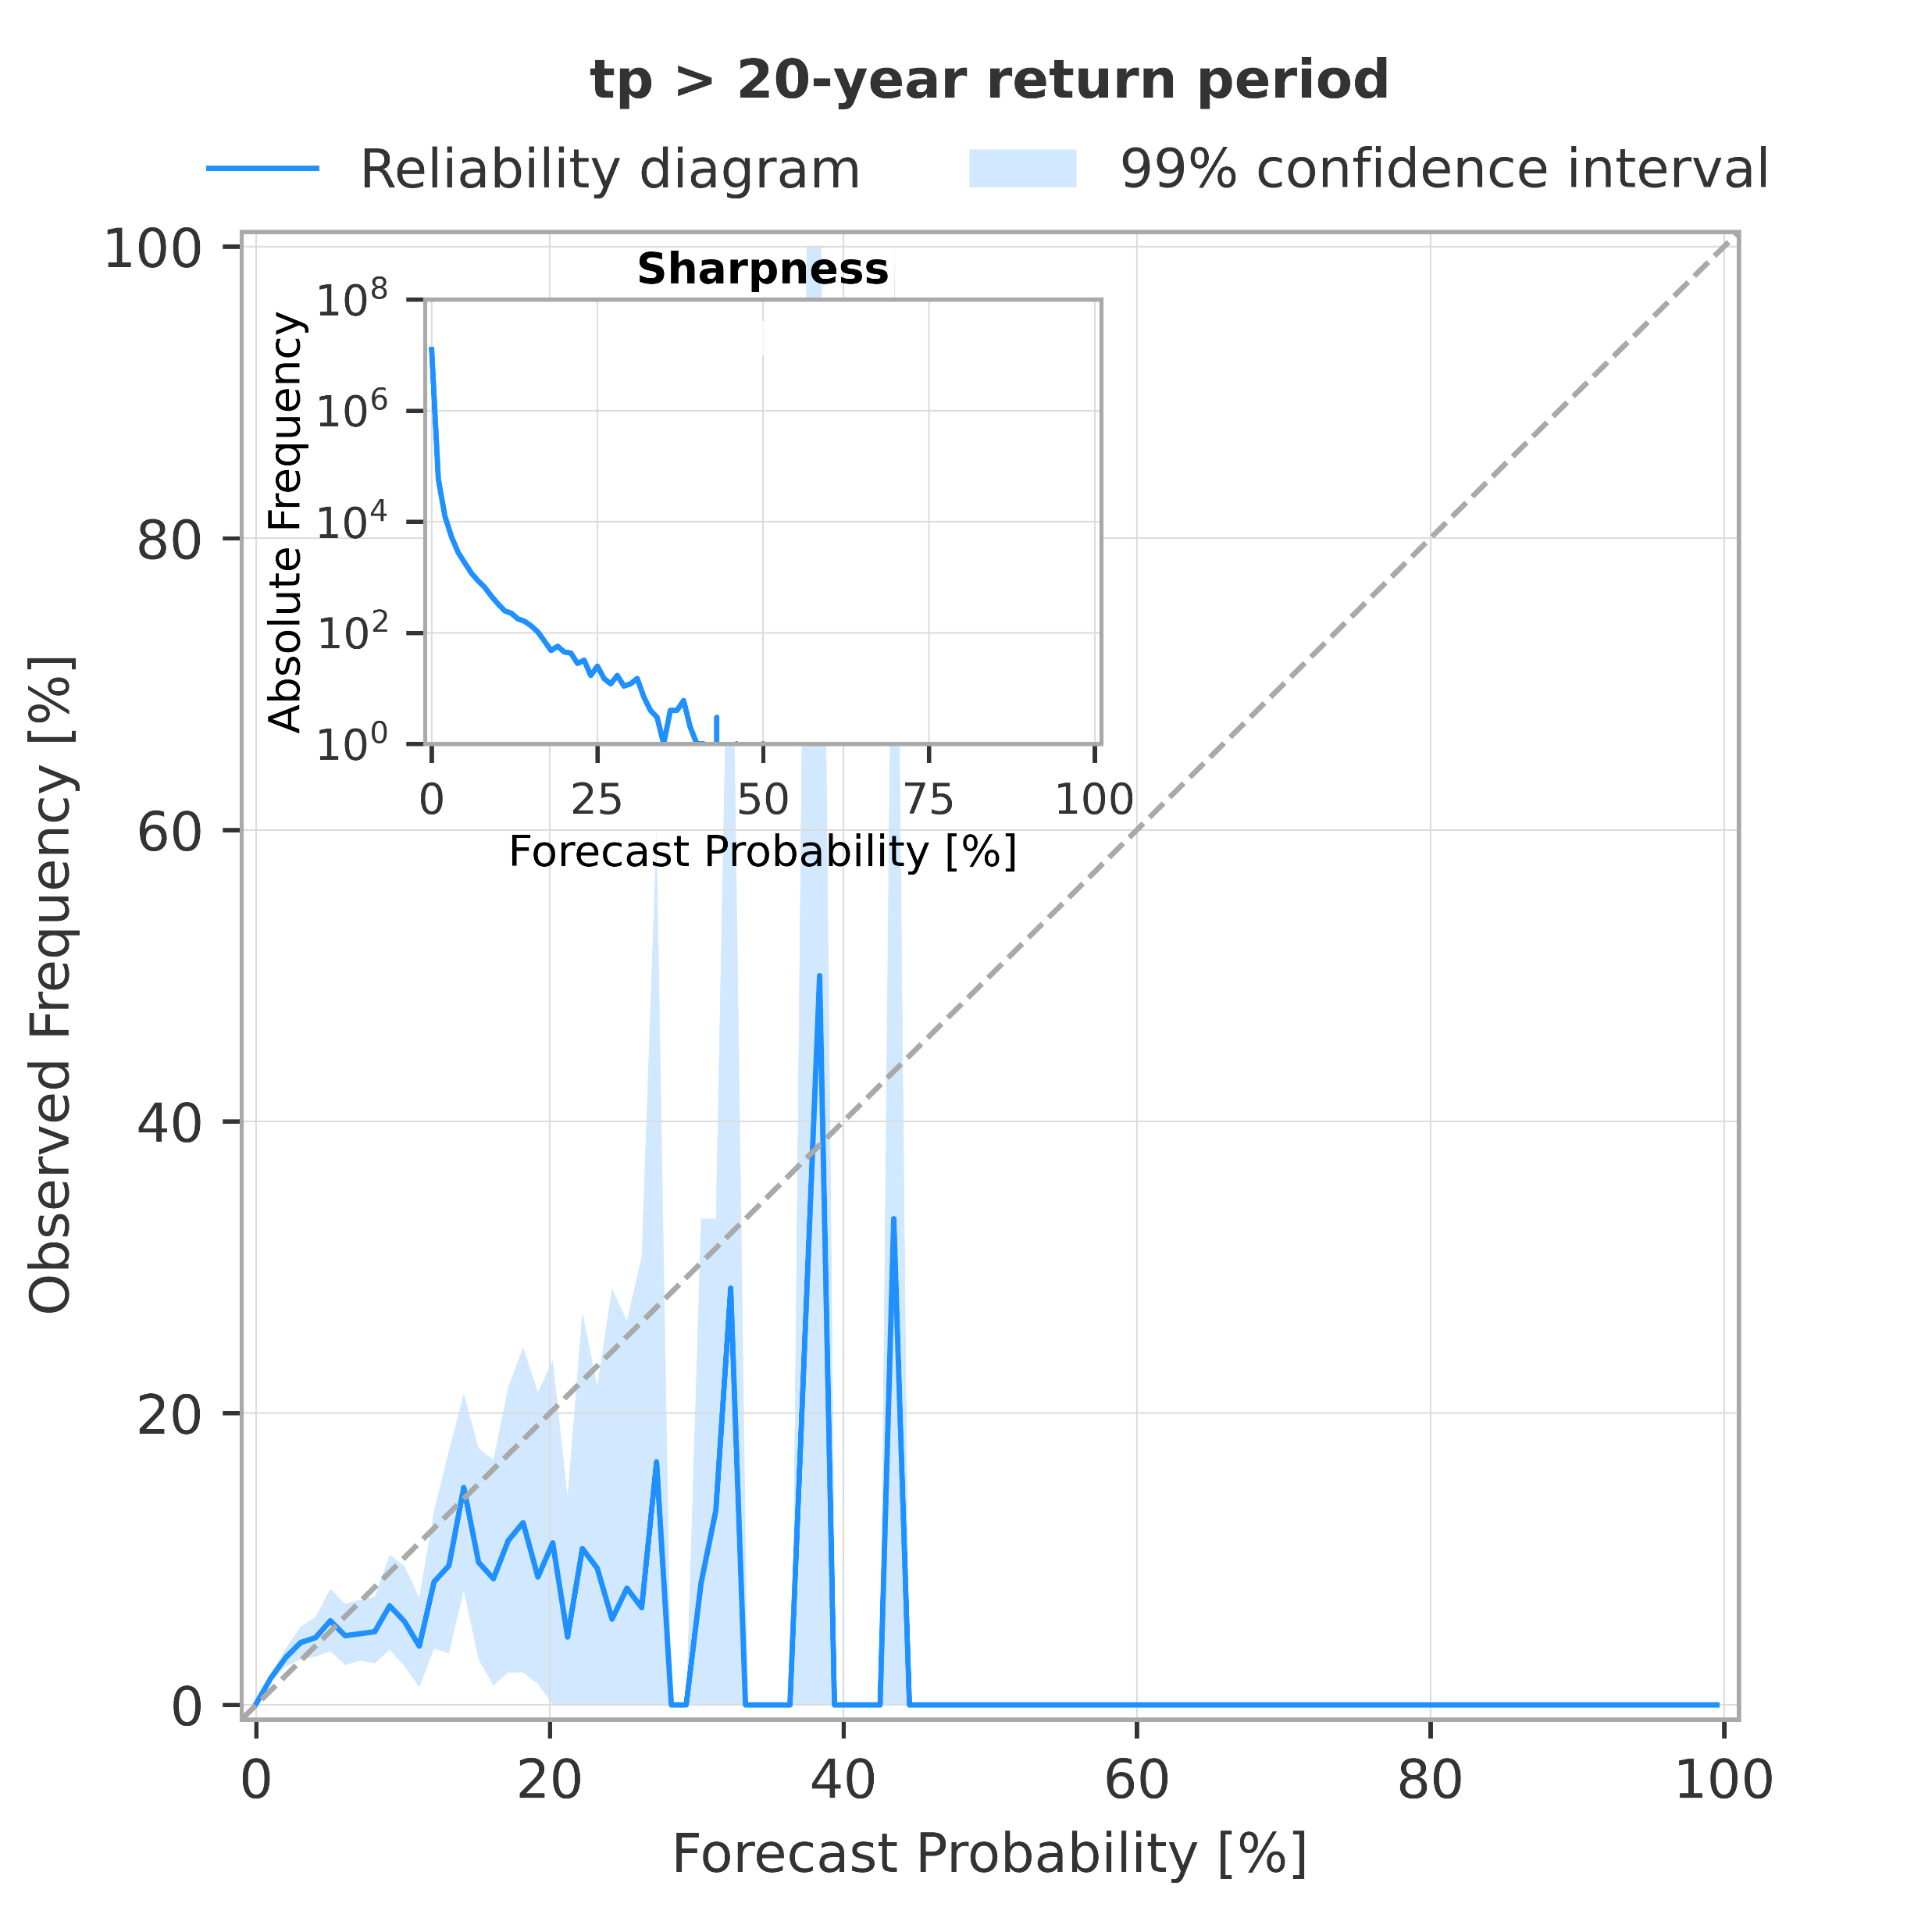 tp > 20-year return period
Reliability diagram
99% confidence interval
Sharpness
Absolute Frequency
10^8
10^6
10^4
10^2
10^0
0 25 50 75 100
Forecast Probability [%]
Observed Frequency [%]
100
80
60
40
20
0
0 20 40 60 80 100
Forecast Probability [%]